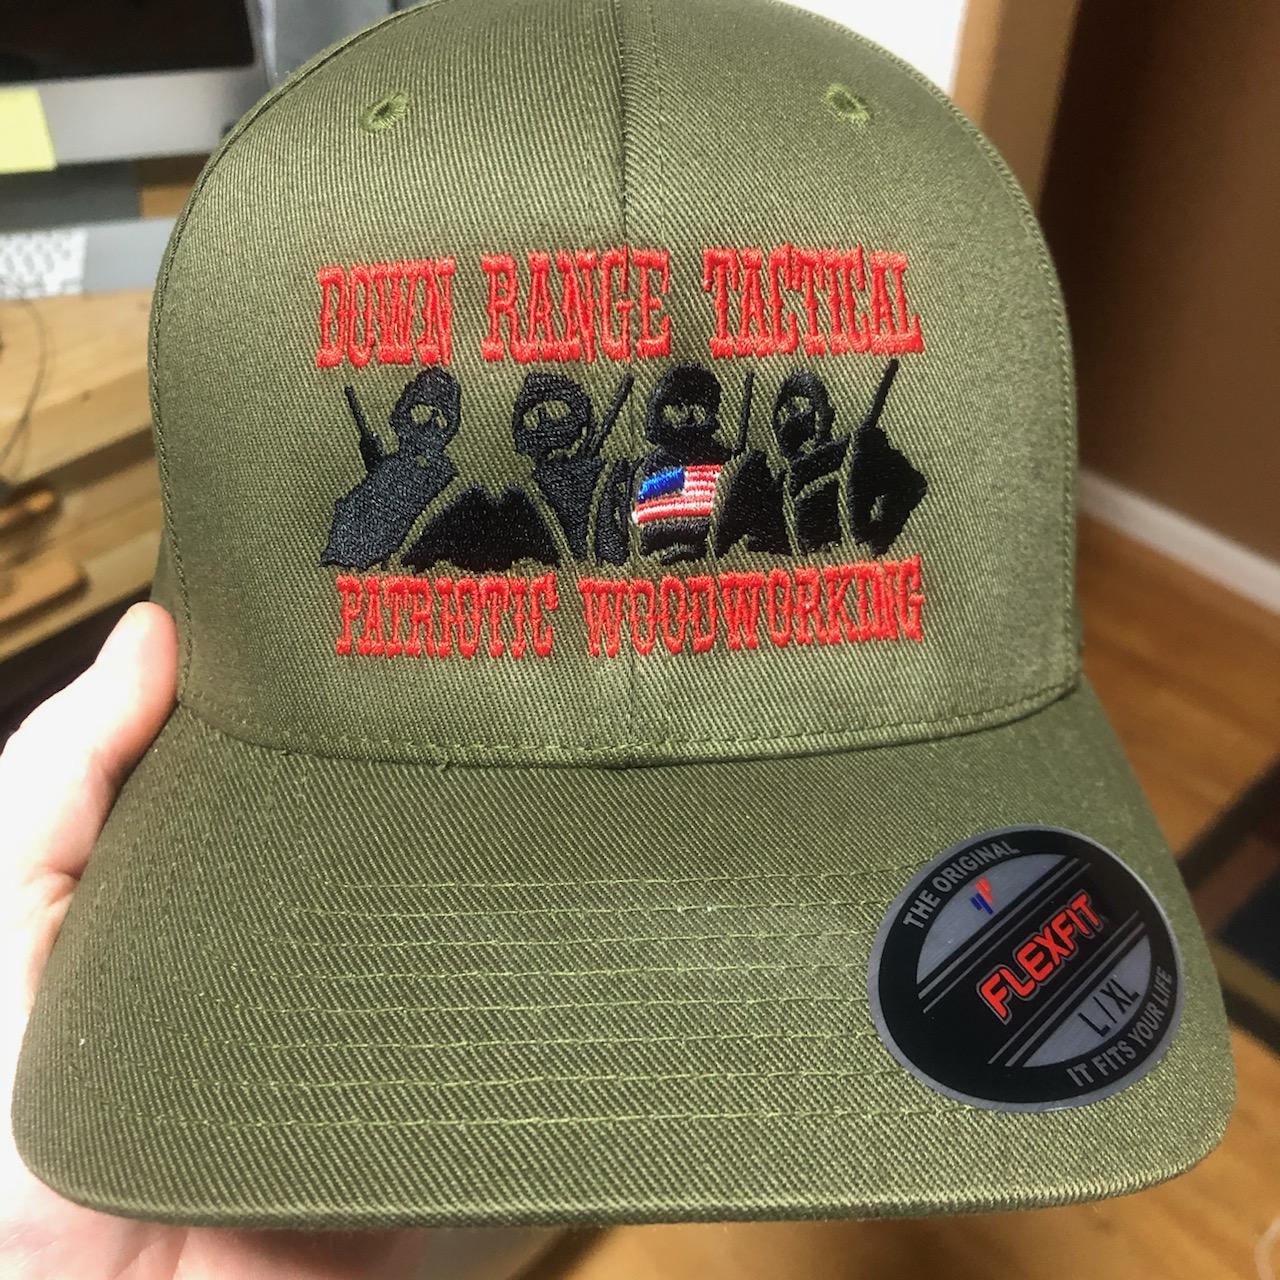 DOWN RANGE TACTICAL
PATRIOTIC WOODWORKING
THE ORIGINAL
FLEXFIT
L/XL
IT FITS YOUR LIFE